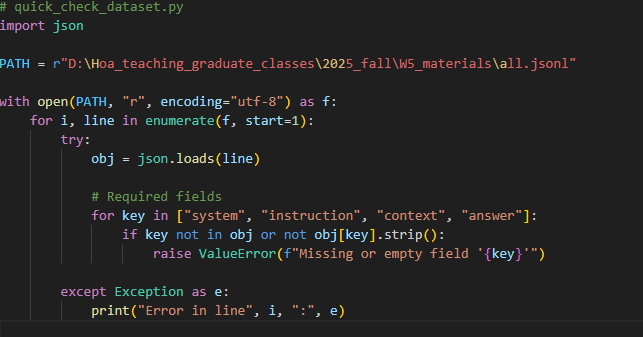 # quick_check_dataset.py
import json
PATH = r"D:\Hoa_teaching_graduate_classes\2025_fall\W5_materials\all.jsonl"
with open(PATH, "r", encoding="utf-8") as f:
    for i, line in enumerate(f, start=1):
        try:
            obj = json.loads(line)
            # Required fields
            for key in ["system", "instruction", "context", "answer"]:
                if key not in obj or not obj[key].strip():
                    raise ValueError(f"Missing or empty field '{key}'")
        except Exception as e:
            print("Error in line", i, ":", e)